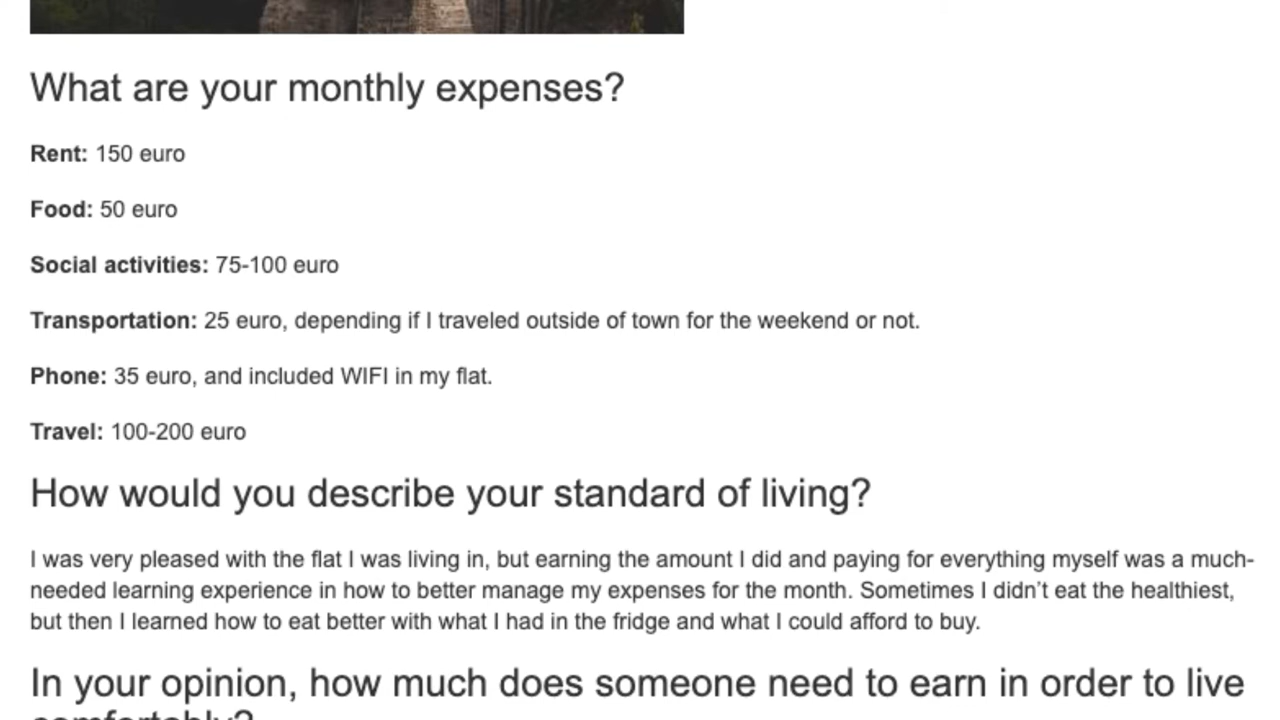 What are your monthly expenses?
Rent: 150 euro
Food: 50 euro
Social activities: 75-100 euro
Transportation: 25 euro, depending if I traveled outside of town for the weekend or not.
Phone: 35 euro, and included WIFI in my flat.
Travel: 100-200 euro
How would you describe your standard of living?
I was very pleased with the flat I was living in, but earning the amount I did and paying for everything myself was a much-
needed learning experience in how to better manage my expenses for the month. Sometimes I didn’t eat the healthiest,
but then I learned how to eat better with what I had in the fridge and what I could afford to buy.
In your opinion, how much does someone need to earn in order to live
comfortably?